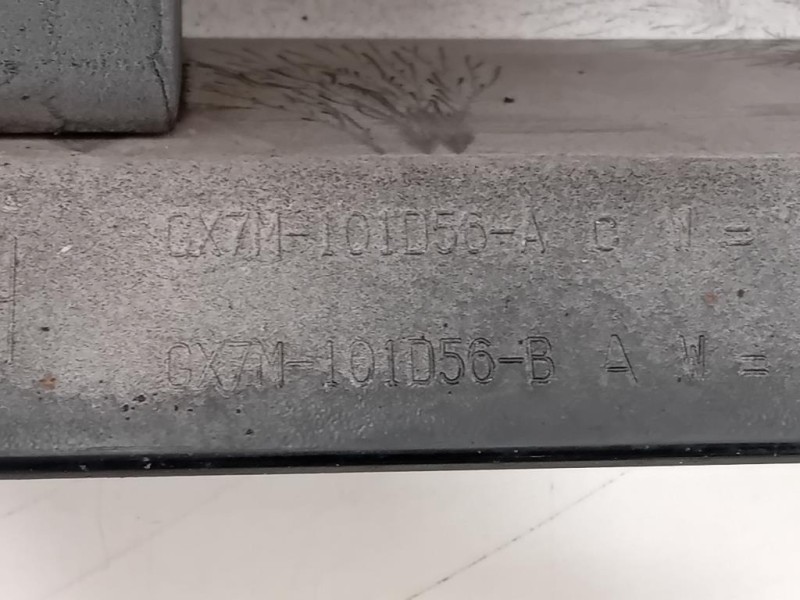 GX7M-101D56-A C W =
GX7M-101D56-B A W =